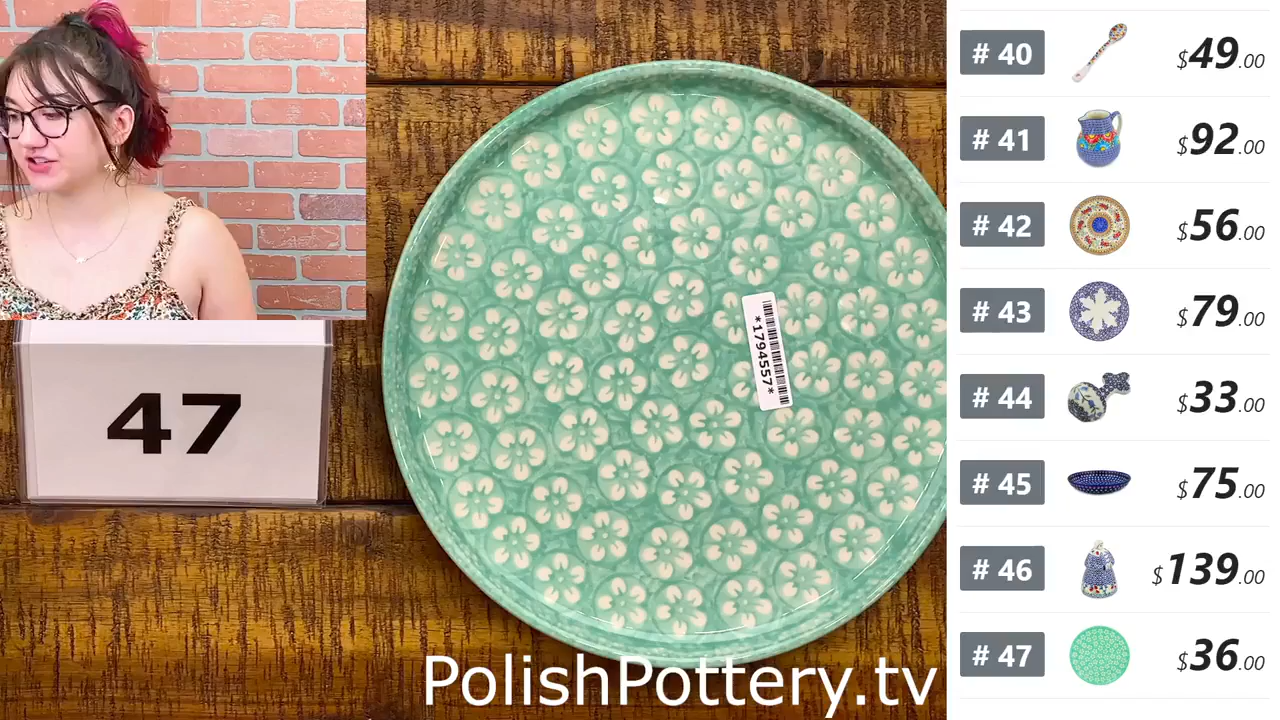 47
*1794557*
PolishPottery.tv
# 40 $49.00
# 41 $92.00
# 42 $56.00
# 43 $79.00
# 44 $33.00
# 45 $75.00
# 46 $139.00
# 47 $36.00